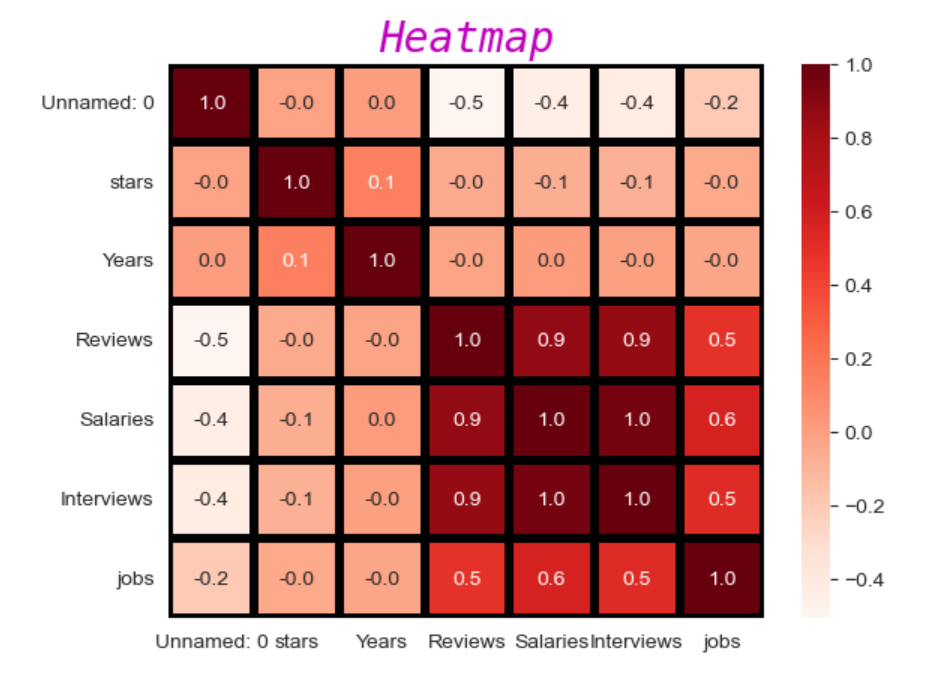 Heatmap
Unnamed: 0 1.0 -0.0 0.0 -0.5 -0.4 -0.4 -0.2
stars -0.0 1.0 0.1 -0.0 -0.1 -0.1 -0.0
Years 0.0 0.1 1.0 -0.0 0.0 -0.0 -0.0
Reviews -0.5 -0.0 -0.0 1.0 0.9 0.9 0.5
Salaries -0.4 -0.1 0.0 0.9 1.0 1.0 0.6
Interviews -0.4 -0.1 -0.0 0.9 1.0 1.0 0.5
jobs -0.2 -0.0 -0.0 0.5 0.6 0.5 1.0
Unnamed: 0 stars Years Reviews Salaries Interviews jobs
1.0
0.8
0.6
0.4
0.2
0.0
−0.2
−0.4